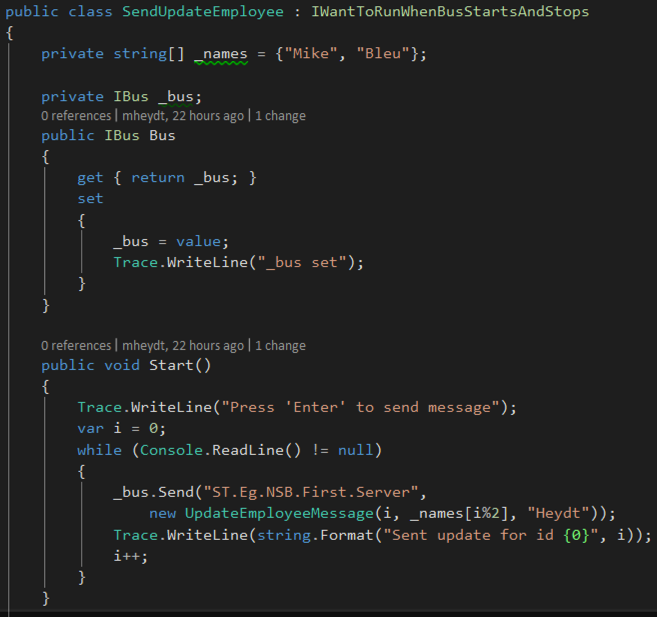 public class SendUpdateEmployee : IWantToRunWhenBusStartsAndStops
{
private string[] _names = {"Mike", "Bleu"};
private IBus _bus;
0 references | mheydt, 22 hours ago | 1 change
public IBus Bus
{
get { return _bus; }
set
{
_bus = value;
Trace.WriteLine("_bus set");
}
}
0 references | mheydt, 22 hours ago | 1 change
public void Start()
{
Trace.WriteLine("Press 'Enter' to send message");
var i = 0;
while (Console.ReadLine() != null)
{
_bus.Send("ST.Eg.NSB.First.Server",
new UpdateEmployeeMessage(i, _names[i%2], "Heydt"));
Trace.WriteLine(string.Format("Sent update for id {0}", i));
i++;
}
}